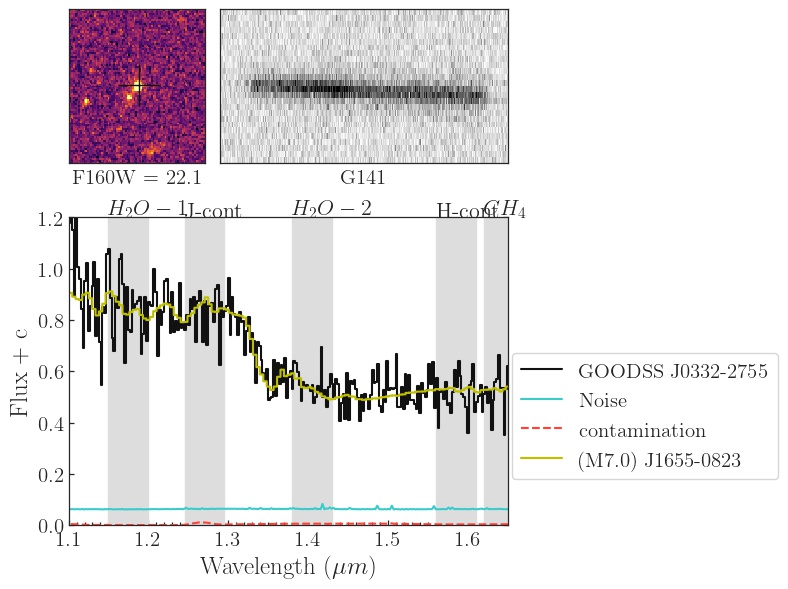 F160W = 22.1
G141
H₂O − 1
J-cont
H₂O − 2
H-cont
CH₄
1.2
1.0
0.8
0.6
0.4
0.2
0.0
Flux + c
1.1
1.2
1.3
1.4
1.5
1.6
Wavelength (μm)
GOODSS J0332-2755
Noise
contamination
(M7.0) J1655-0823